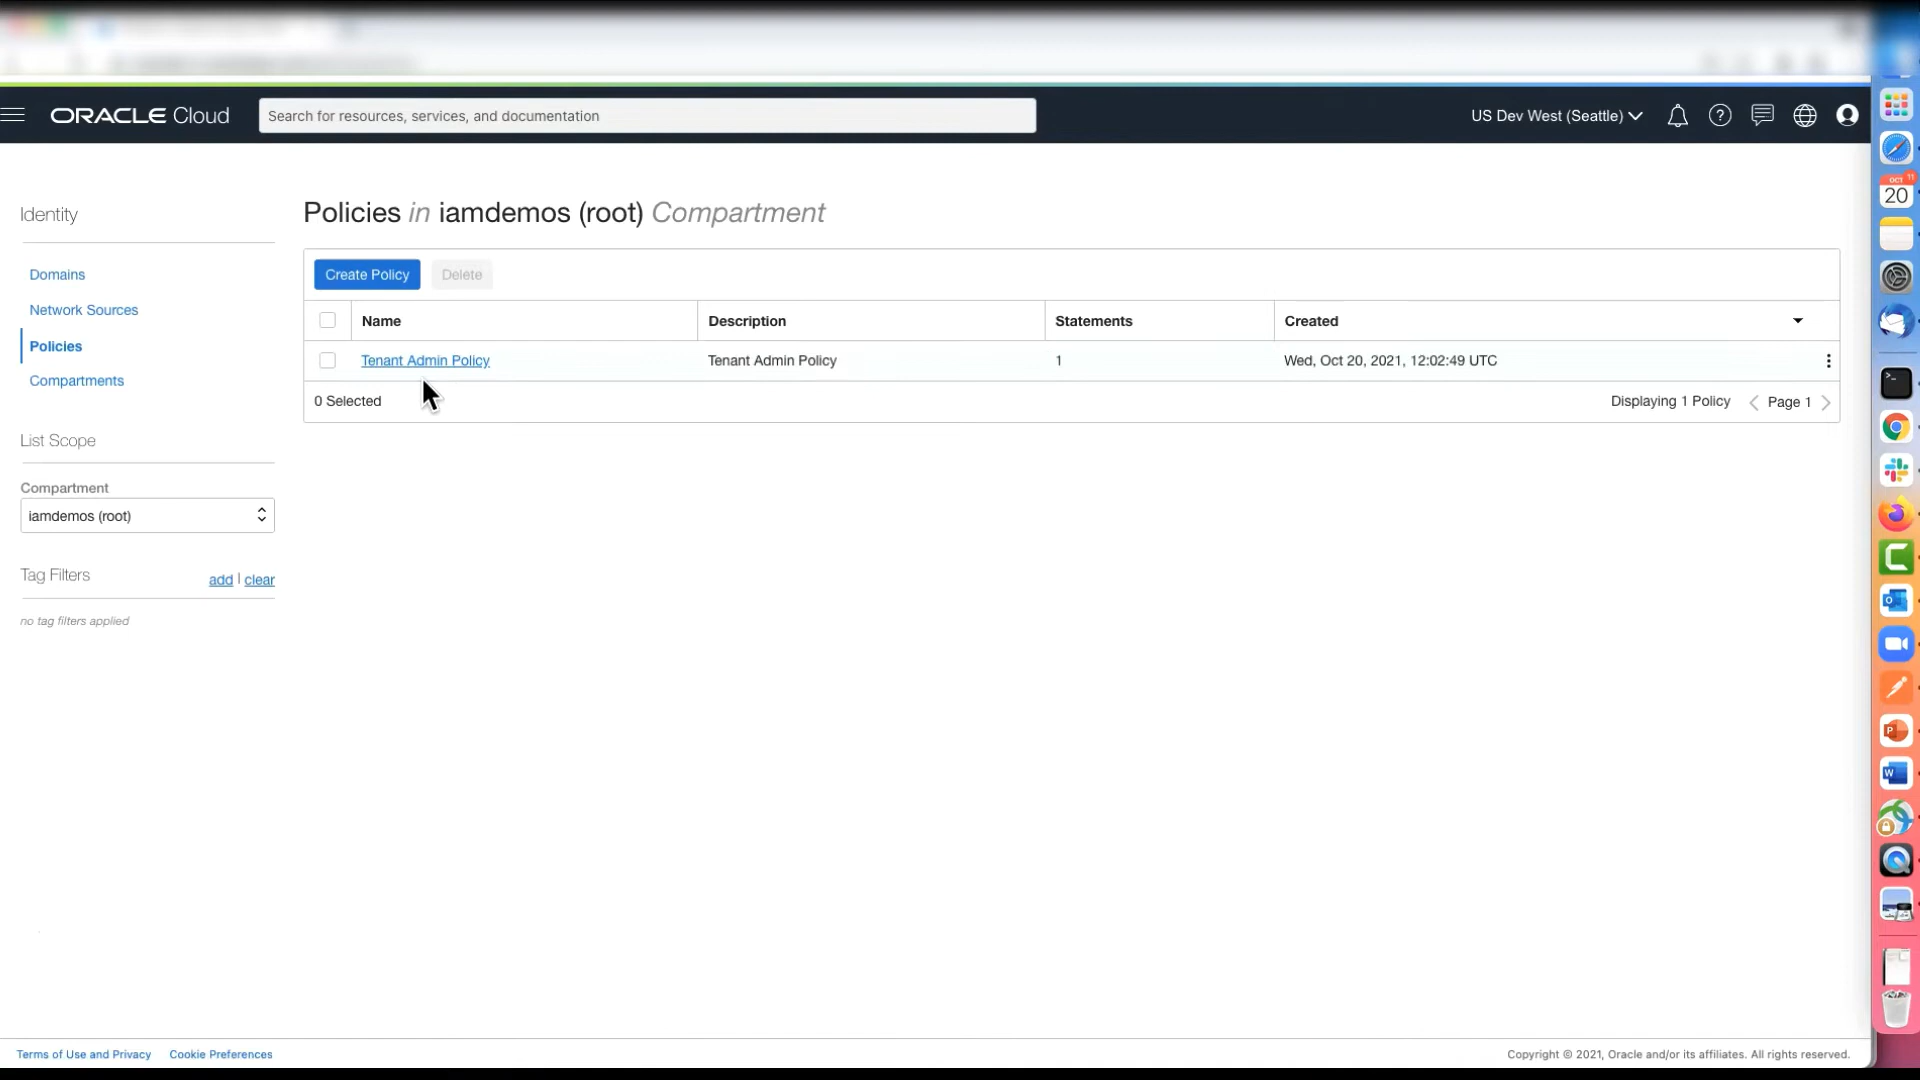 ORACLE Cloud
Search for resources, services, and documentation
US Dev West (Seattle)
Identity
Domains
Network Sources
Policies
Compartments
List Scope
Compartment
iamdemos (root)
Tag Filters
add | clear
no tag filters applied
Policies in iamdemos (root) Compartment
Create Policy
Delete
Name Description Statements Created
Tenant Admin Policy Tenant Admin Policy 1 Wed, Oct 20, 2021, 12:02:49 UTC
0 Selected
Displaying 1 Policy
Page 1
OCT
20
11
Terms of Use and Privacy
Cookie Preferences
Copyright © 2021, Oracle and/or its affiliates. All rights reserved.